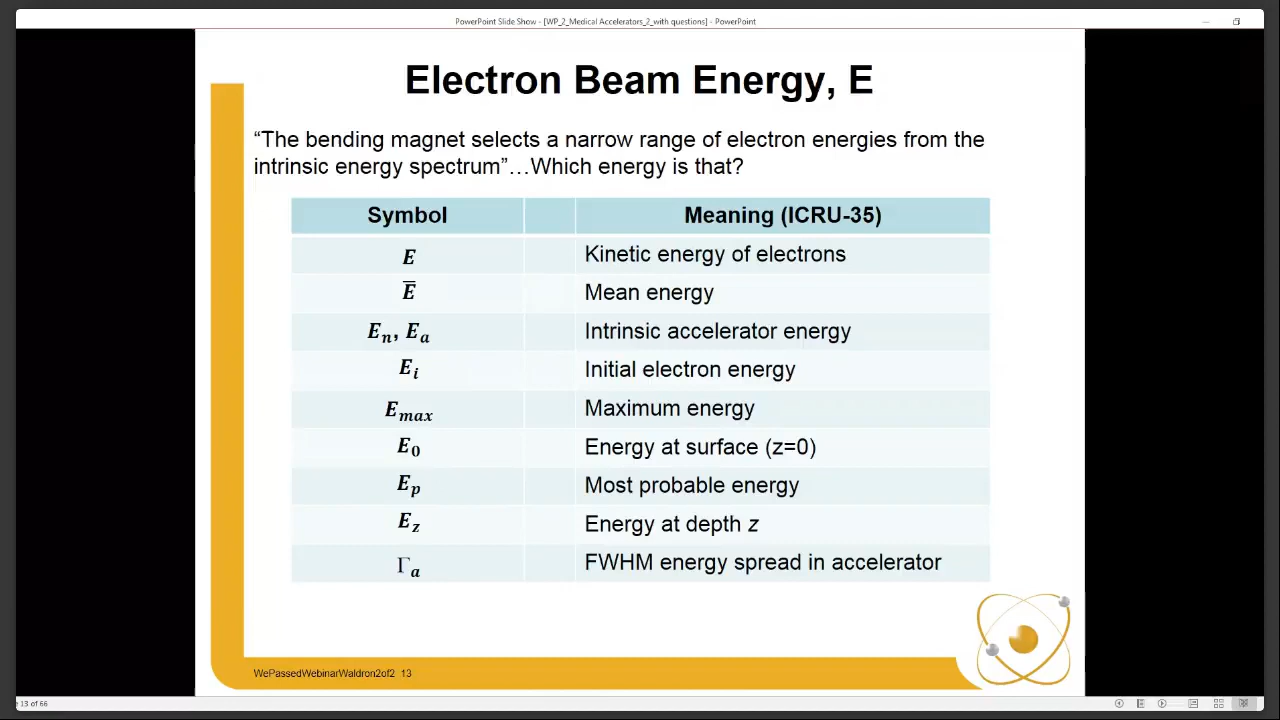 PowerPoint Slide Show - [WP_2_Medical Accelerators_2_with questions] - PowerPoint
Electron Beam Energy, E
“The bending magnet selects a narrow range of electron energies from the
intrinsic energy spectrum”…Which energy is that?
Symbol Meaning (ICRU-35)
E Kinetic energy of electrons
E̅ Mean energy
Eₙ, Eₐ Intrinsic accelerator energy
Eᵢ Initial electron energy
Eₘₐₓ Maximum energy
E₀ Energy at surface (z=0)
Eₚ Most probable energy
E_z Energy at depth z
Γₐ FWHM energy spread in accelerator
WePassedWebinarWaldron2of2 13
e 13 of 66